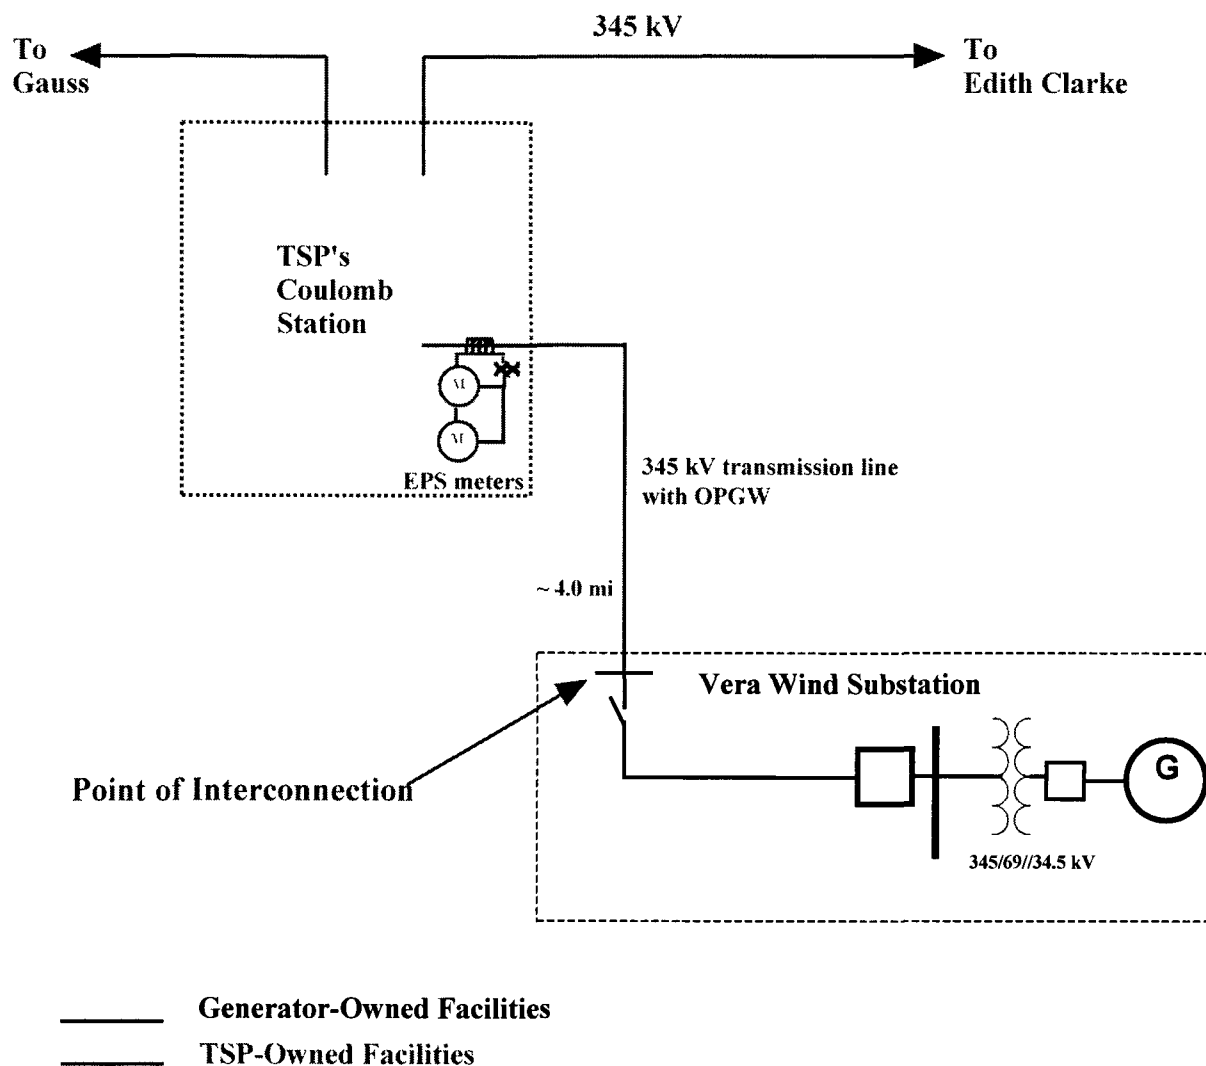 345 kV
To
Gauss
To
Edith Clarke
TSP's
Coulomb
Station
M
M
EPS meters
345 kV transmission line
with OPGW
~ 4.0 mi
Vera Wind Substation
Point of Interconnection
G
345/69//34.5 kV
Generator-Owned Facilities
TSP-Owned Facilities